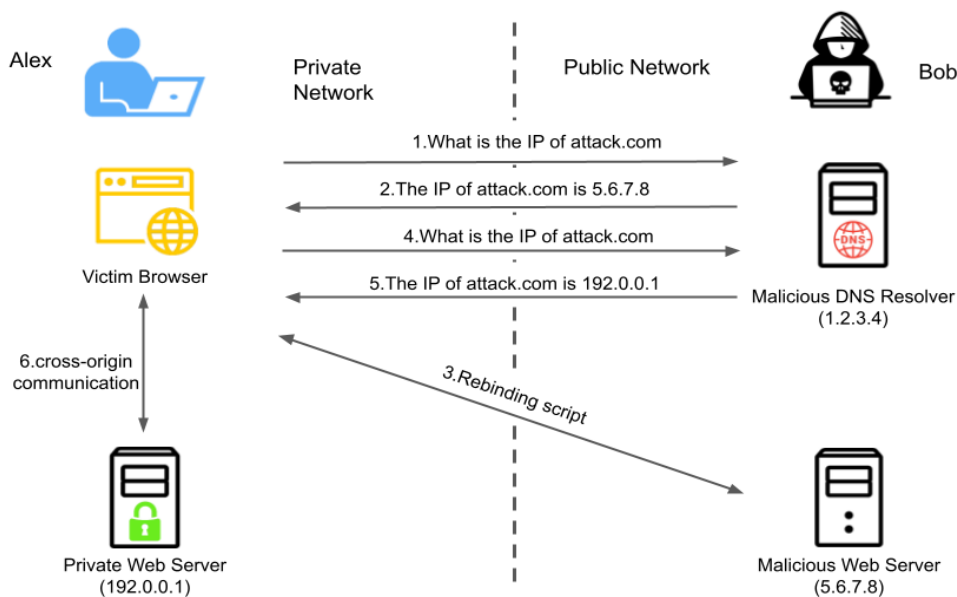 Alex
Private
Network
Public Network
Bob
1.What is the IP of attack.com
2.The IP of attack.com is 5.6.7.8
4.What is the IP of attack.com
5.The IP of attack.com is 192.0.0.1
Victim Browser
DNS
Malicious DNS Resolver
(1.2.3.4)
6.cross-origin
communication
3.Rebinding script
Private Web Server
(192.0.0.1)
Malicious Web Server
(5.6.7.8)